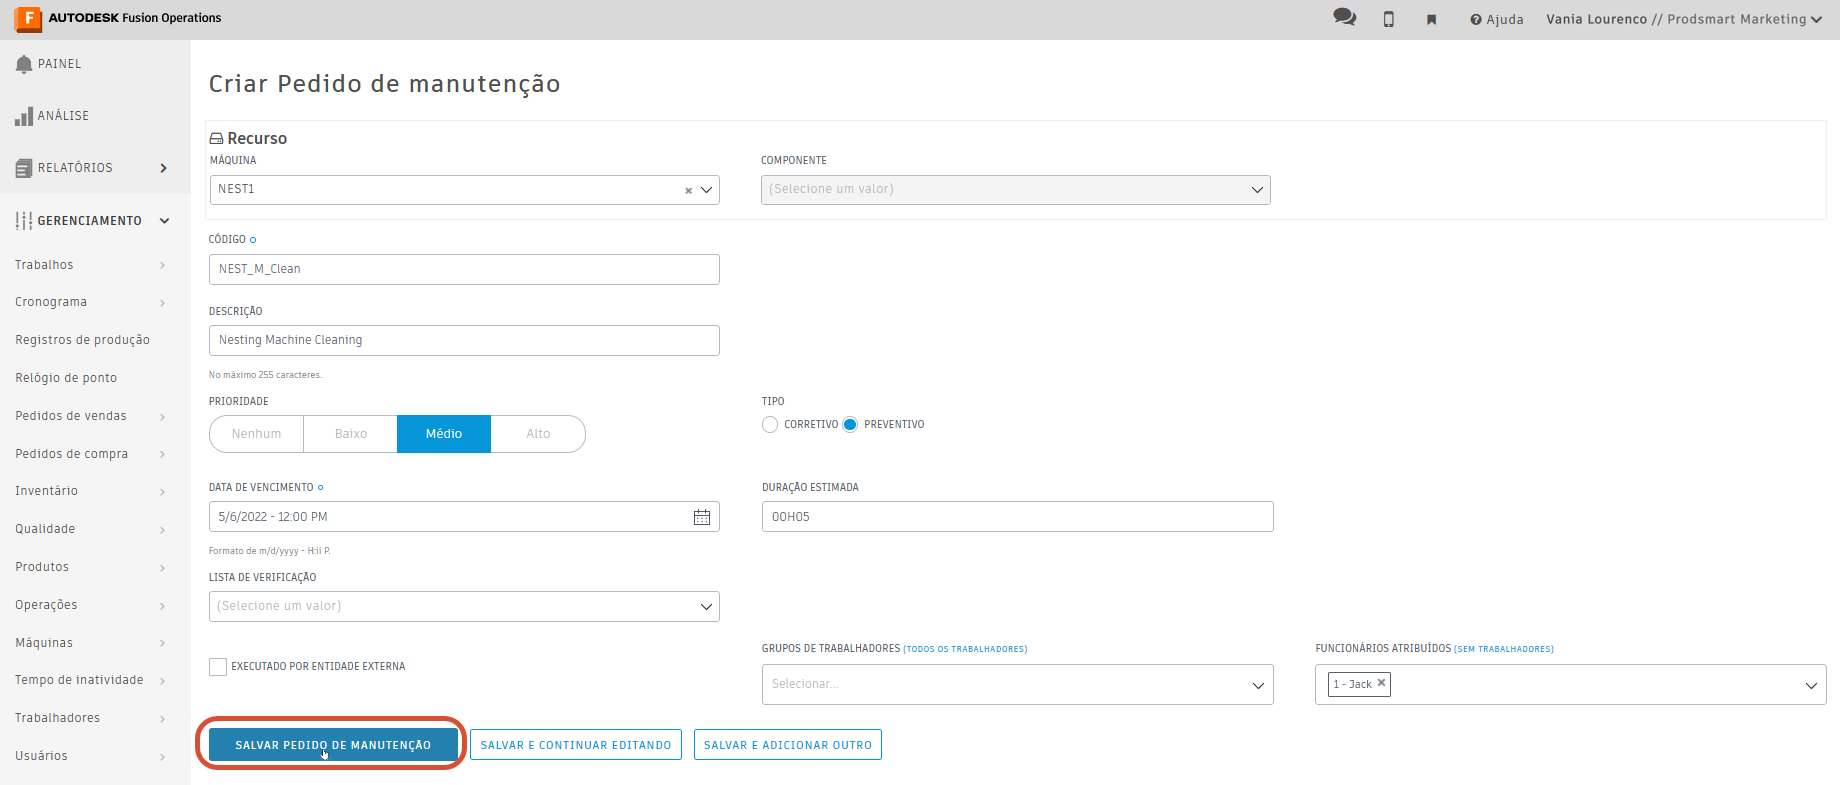 AUTODESK Fusion Operations
Ajuda
Vania Lourenco // Prodsmart Marketing
PAINEL
ANÁLISE
RELATÓRIOS
GERENCIAMENTO
Trabalhos
Cronograma
Registros de produção
Relógio de ponto
Pedidos de vendas
Pedidos de compra
Inventário
Qualidade
Produtos
Operações
Máquinas
Tempo de inatividade
Trabalhadores
Usuários
Criar Pedido de manutenção
Recurso
MÁQUINA
COMPONENTE
NEST1
(Selecione um valor)
CÓDIGO
NEST_M_Clean
DESCRIÇÃO
Nesting Machine Cleaning
No máximo 255 caracteres.
PRIORIDADE
TIPO
Nenhum Baixo Médio Alto
CORRETIVO PREVENTIVO
DATA DE VENCIMENTO
DURAÇÃO ESTIMADA
5/6/2022 - 12:00 PM
00H05
Formato de m/d/yyyy - H:ii P.
LISTA DE VERIFICAÇÃO
(Selecione um valor)
EXECUTADO POR ENTIDADE EXTERNA
GRUPOS DE TRABALHADORES (TODOS OS TRABALHADORES)
FUNCIONÁRIOS ATRIBUÍDOS (SEM TRABALHADORES)
Selecionar...
1 - Jack
SALVAR PEDIDO DE MANUTENÇÃO
SALVAR E CONTINUAR EDITANDO
SALVAR E ADICIONAR OUTRO